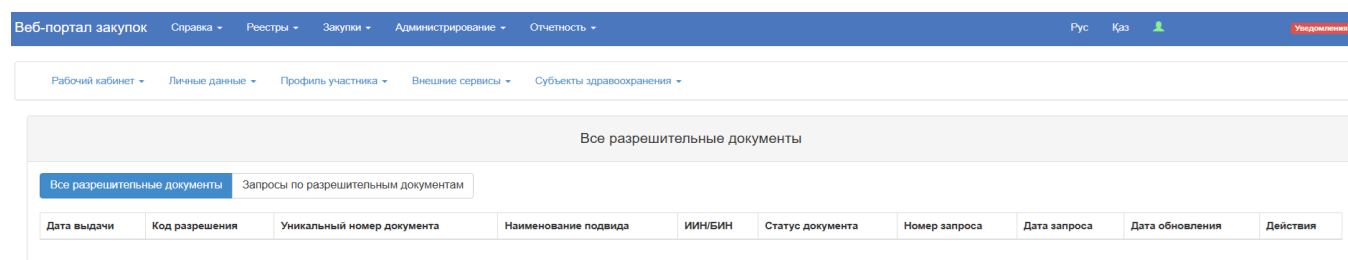 Веб-портал закупок Справка Реестры Закупки Администрирование Отчетность Рус Қаз Уведомления
Рабочий кабинет Личные данные Профиль участника Внешние сервисы Субъекты здравоохранения
Все разрешительные документы
Все разрешительные документы Запросы по разрешительным документам
Дата выдачи Код разрешения Уникальный номер документа Наименование подвида ИИН/БИН Статус документа Номер запроса Дата запроса Дата обновления Действия